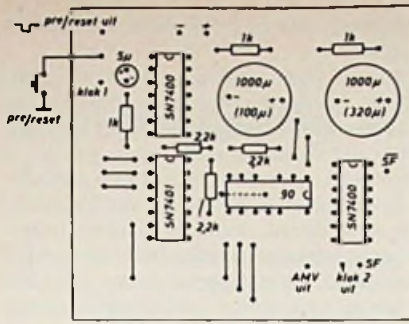 pre/reset uit
pre/reset
klok 1
5µ
1k
1k
1k
SN7400
1000µ
(100µ)
1000µ
(320µ)
2,2k
2,2k
2,2k
SN7401
90
SN7400
SF
AMV
uit
klok 2
uit
SF